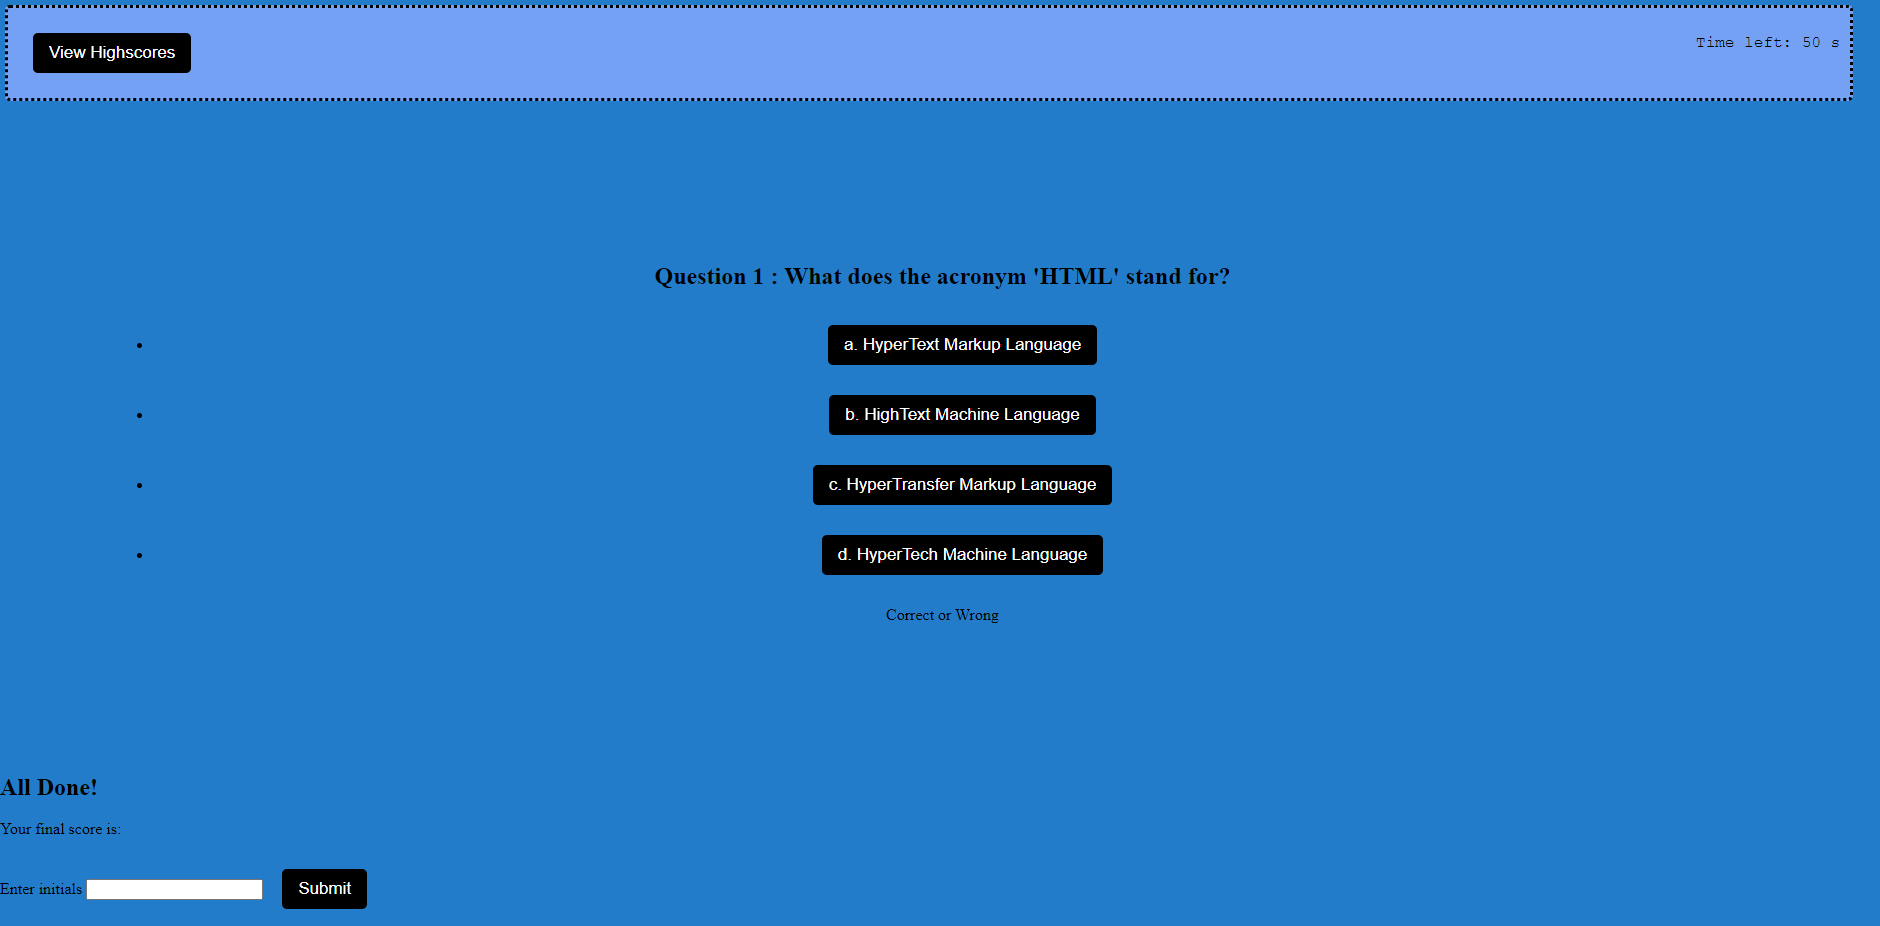 View Highscores
Time left: 50 s
Question 1 : What does the acronym 'HTML' stand for?
a. HyperText Markup Language
b. HighText Machine Language
c. HyperTransfer Markup Language
d. HyperTech Machine Language
Correct or Wrong
All Done!
Your final score is:
Enter initials Submit